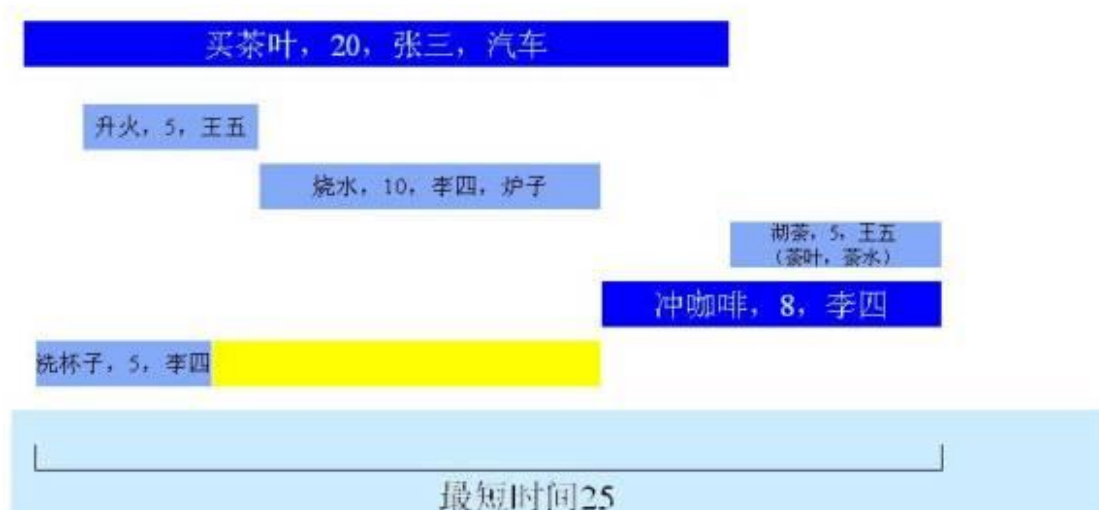 买茶叶，20，张三，汽车
升火，5，王五
烧水，10，李四，炉子
沏茶，5，王五
（茶叶，茶水）
冲咖啡，8，李四
洗杯子，5，李四
最短时间25